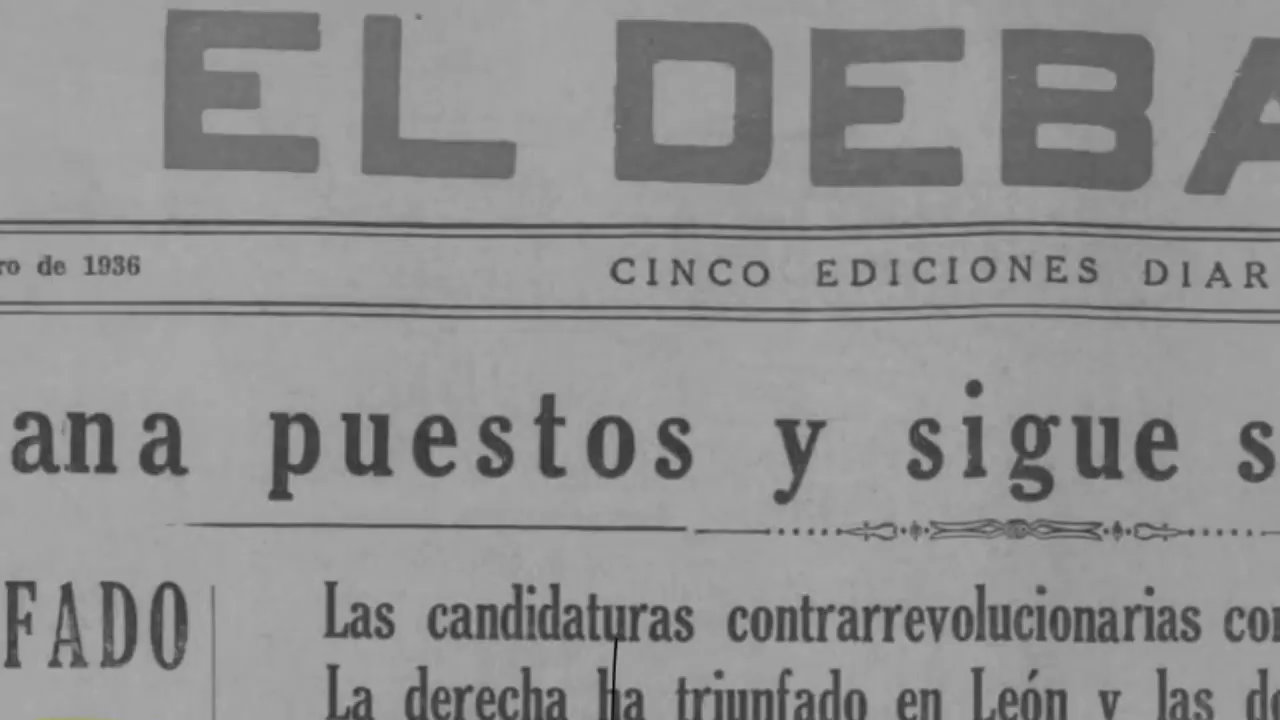 EL DEBA
ro de 1936 CINCO EDICIONES DIAR
ana puestos y sigue s
FADO
Las candidaturas contrarrevolucionarias co
La derecha ha triunfado en León y las de